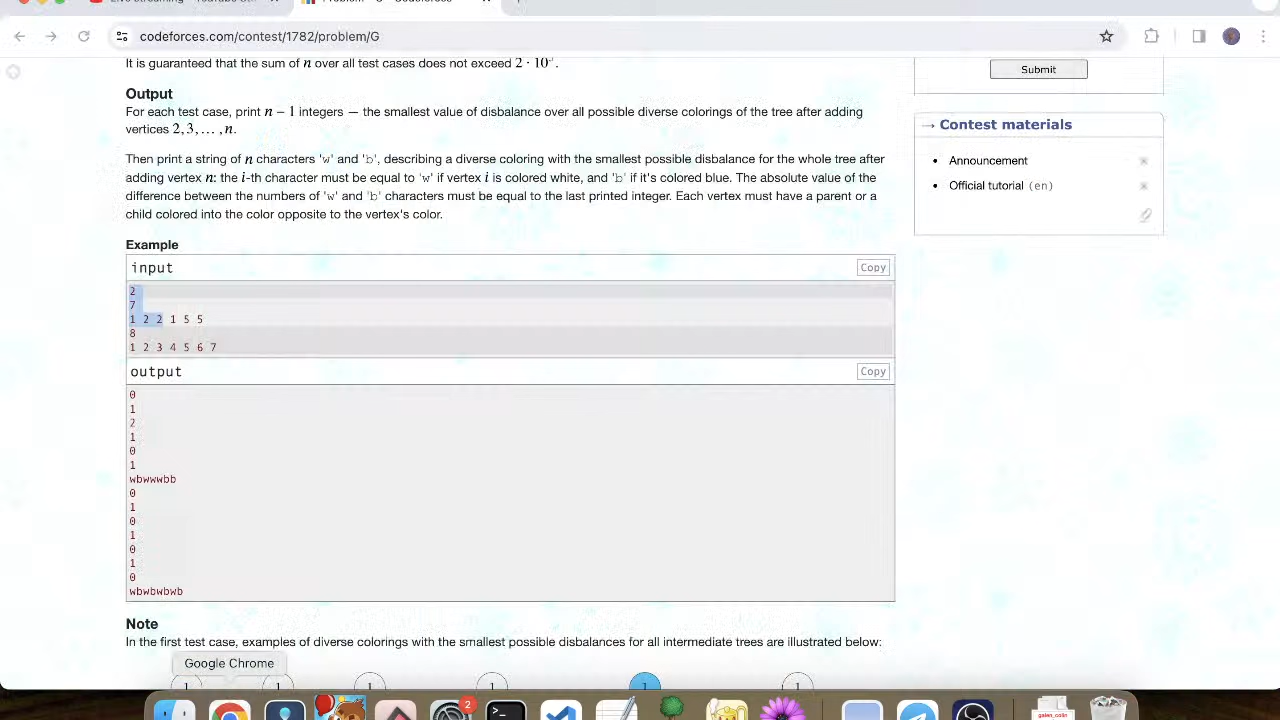 codeforces.com/contest/1782/problem/G
It is guaranteed that the sum of n over all test cases does not exceed 2 · 10
Submit
Output
For each test case, print n − 1 integers — the smallest value of disbalance over all possible diverse colorings of the tree after adding
vertices 2, 3, … , n.
→ Contest materials
Announcement
Official tutorial (en)
Then print a string of n characters 'w' and 'b', describing a diverse coloring with the smallest possible disbalance for the whole tree after
adding vertex n: the i-th character must be equal to 'w' if vertex i is colored white, and 'b' if it's colored blue. The absolute value of the
difference between the numbers of 'w' and 'b' characters must be equal to the last printed integer. Each vertex must have a parent or a
child colored into the color opposite to the vertex's color.
Example
input
Copy
2
7
1 2 2 1 5 5
8
1 2 3 4 5 6 7
output
Copy
0
1
2
1
0
1
wbwwwbb
0
1
0
1
0
1
0
wbwbwbwb
Note
In the first test case, examples of diverse colorings with the smallest possible disbalances for all intermediate trees are illustrated below:
Google Chrome
1 1 1 1 1 1
2